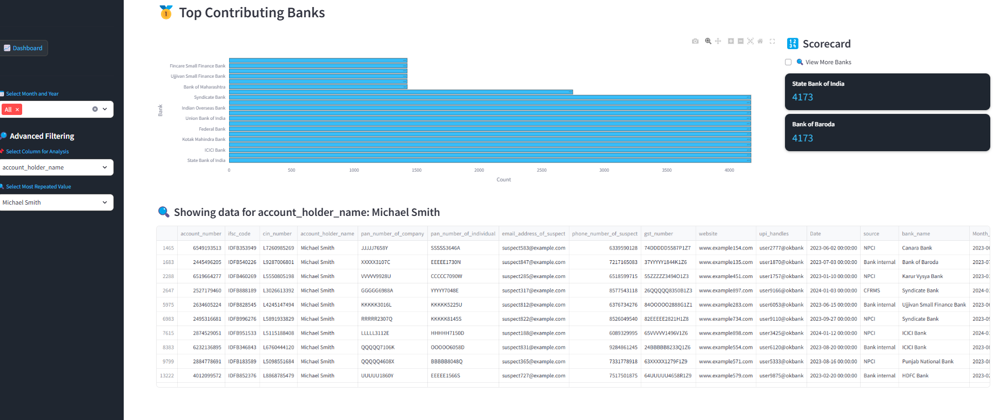 Top Contributing Banks
Dashboard
Select Month and Year
All ×
Advanced Filtering
Select Column for Analysis
account_holder_name
Select Most Repeated Value
Michael Smith
Bank
Fincare Small Finance Bank
Ujjivan Small Finance Bank
Bank of Maharashtra
Syndicate Bank
Indian Overseas Bank
Union Bank of India
Federal Bank
Kotak Mahindra Bank
ICICI Bank
State Bank of India
0 500 1000 1500 2000 2500 3000 3500 4000
Count
Scorecard
View More Banks
State Bank of India
4173
Bank of Baroda
4173
Showing data for account_holder_name: Michael Smith
account_number ifsc_code cin_number account_holder_name pan_number_of_company pan_number_of_individual email_address_of_suspect phone_number_of_suspect gst_number website upi_handles Date source bank_name Month_
1465 6549193513 IDFB353949 L7260985269 Michael Smith JJJJJ7658Y SSSSS3646A suspect583@example.com 6339590128 74DDDDD5587P1Z7 www.example154.com user2777@okbank 2023-06-02 00:00:00 NPCI Canara Bank 2023-06
1683 2445496205 IDFB540226 L9287006801 Michael Smith XXXXX3107C EEEEE1730N suspect847@example.com 7217165083 37YYYYY1844K1Z6 www.example135.com user1870@okbank 2023-07-03 00:00:00 Bank internal Bank of Baroda 2023-07
2288 6519664277 IDFB460269 L5550805198 Michael Smith VVVVV9928U CCCCC7090W suspect285@example.com 6518599715 55ZZZZZ3494O1Z3 www.example451.com user1757@okbank 2023-01-10 00:00:00 NPCI Karur Vysya Bank 2023-01
2647 2527179460 IDFB888189 L3026613392 Michael Smith GGGGG6988A YYYYY7048E suspect317@example.com 8577543118 26QQQQQ8350B1Z3 www.example897.com user9166@okbank 2024-01-03 00:00:00 CFRMS Syndicate Bank 2024-01
5975 2634605224 IDFB828545 L4245147494 Michael Smith KKKKK3016L KKKKK5225U suspect812@example.com 6376734276 84OOOOO2888G1Z1 www.example283.com user6053@okbank 2023-06-15 00:00:00 Bank internal Ujjivan Small Finance Bank 2023-06
6983 2495316681 IDFB996276 L5891933829 Michael Smith RRRRR2307Q KKKKK8145S suspect822@example.com 8526049540 82EEEEE2821H1Z8 www.example734.com user9110@okbank 2023-09-27 00:00:00 NPCI Syndicate Bank 2023-09
7615 2874529051 IDFB951533 L5115188408 Michael Smith LLLLL3112E HHHHH7150D suspect188@example.com 6089329995 65VVVVV1496V1Z6 www.example898.com user3425@okbank 2024-01-12 00:00:00 NPCI ICICI Bank 2024-01
8383 6232136895 IDFB346843 L6760444120 Michael Smith QQQQQ7106K OOOOO6058D suspect831@example.com 9284861245 24BBBBB8233Q1Z6 www.example554.com user6120@okbank 2023-08-20 00:00:00 Bank internal ICICI Bank 2023-08
9799 2884778691 IDFB183589 L5098551684 Michael Smith QQQQQ4608X BBBBB8048Q suspect365@example.com 7331778918 63XXXXX1279F1Z9 www.example571.com user5333@okbank 2023-08-16 00:00:00 NPCI Punjab National Bank 2023-08
13222 4012099572 IDFB852376 L8868785479 Michael Smith UUUUU1860Y EEEEE1566S suspect727@example.com 7517501875 64UUUUU4658R1Z9 www.example579.com user9875@okbank 2023-02-20 00:00:00 Bank internal HDFC Bank 2023-02